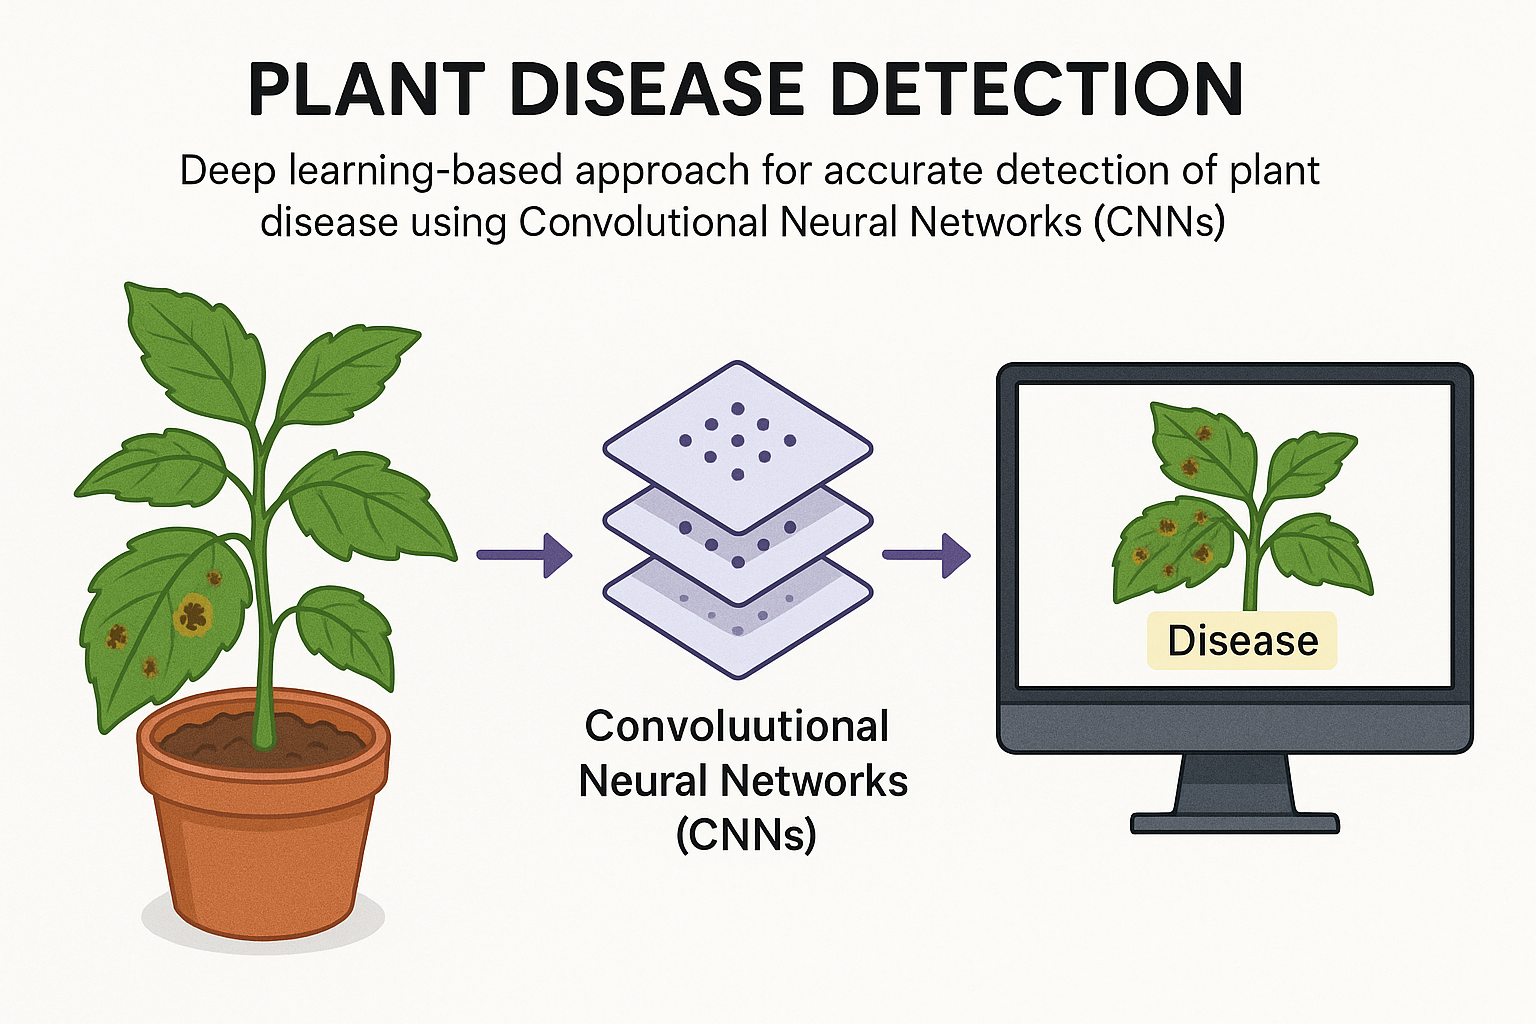 PLANT DISEASE DETECTION
Deep learning-based approach for accurate detection of plant
disease using Convolutional Neural Networks (CNNs)
Convoluutional
Neural Networks
(CNNs)
Disease